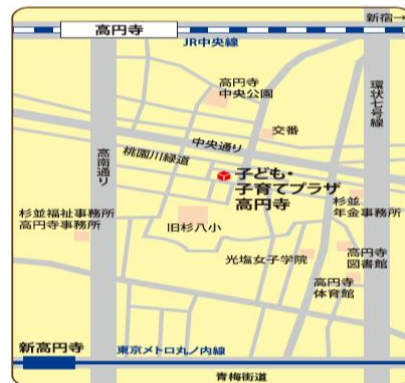 新宿→
高円寺
JR中央線
高円寺
中央公園
環状七号線
交番
中央通り
桃園川緑道
高南通り
子ども・
子育てプラザ
高円寺
杉並福祉事務所
高円寺事務所
旧杉八小
杉並
年金事務所
光塩女子学院
高円寺
図書館
高円寺
体育館
新高円寺
東京メトロ丸ノ内線
青梅街道